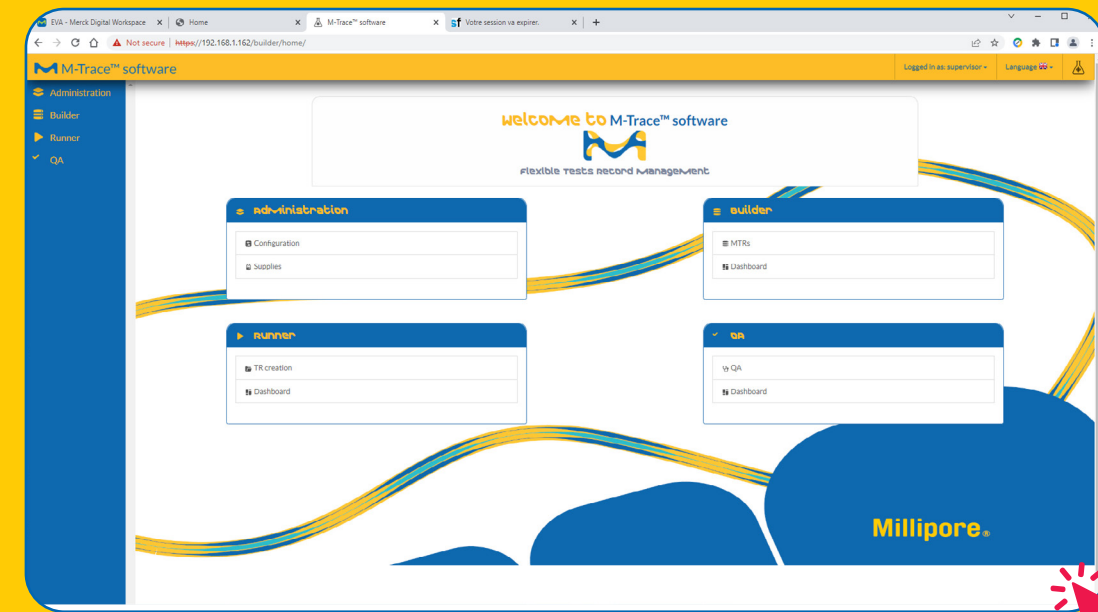 EVA - Merck Digital Workspace
Home
M-Trace™ software
Votre session va expirer.
Not secure | https://192.168.1.162/builder/home/
M-Trace™ software
Logged in as: supervisor
Language
Administration
Builder
Runner
QA
Welcome to M-Trace™ software
Flexible Tests Record Management
Administration
Configuration
Supplies
Builder
MTRs
Dashboard
Runner
TR creation
Dashboard
QA
QA
Dashboard
Millipore®